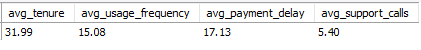 avg_tenure avg_usage_frequency avg_payment_delay avg_support_calls
31.99 15.08 17.13 5.40